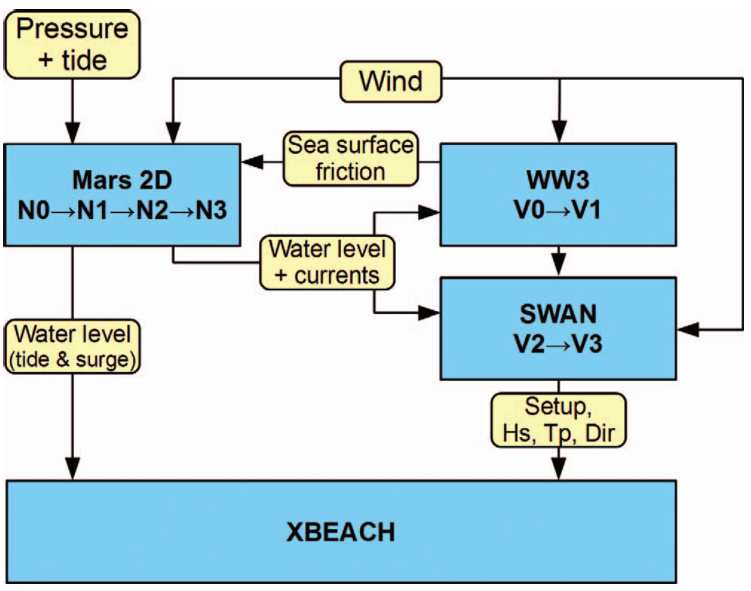 Pressure
+ tide
Wind
Sea surface
friction
Mars 2D
N0→N1→N2→N3
WW3
V0→V1
Water level
+ currents
SWAN
V2→V3
Water level
(tide & surge)
Setup,
Hs, Tp, Dir
XBEACH